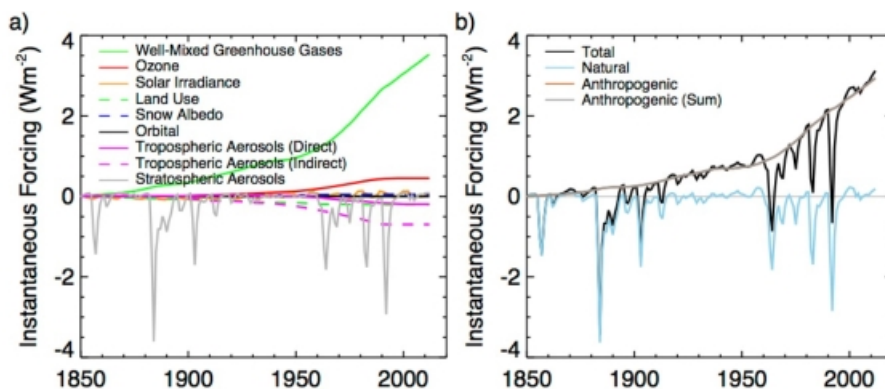 a)
Instantaneous Forcing (Wm-2)
4
2
0
-2
-4
Well-Mixed Greenhouse Gases
Ozone
Solar Irradiance
Land Use
Snow Albedo
Orbital
Tropospheric Aerosols (Direct)
Tropospheric Aerosols (Indirect)
Stratospheric Aerosols
1850 1900 1950 2000
b)
Instantaneous Forcing (Wm-2)
4
2
0
-2
-4
Total
Natural
Anthropogenic
Anthropogenic (Sum)
1850 1900 1950 2000